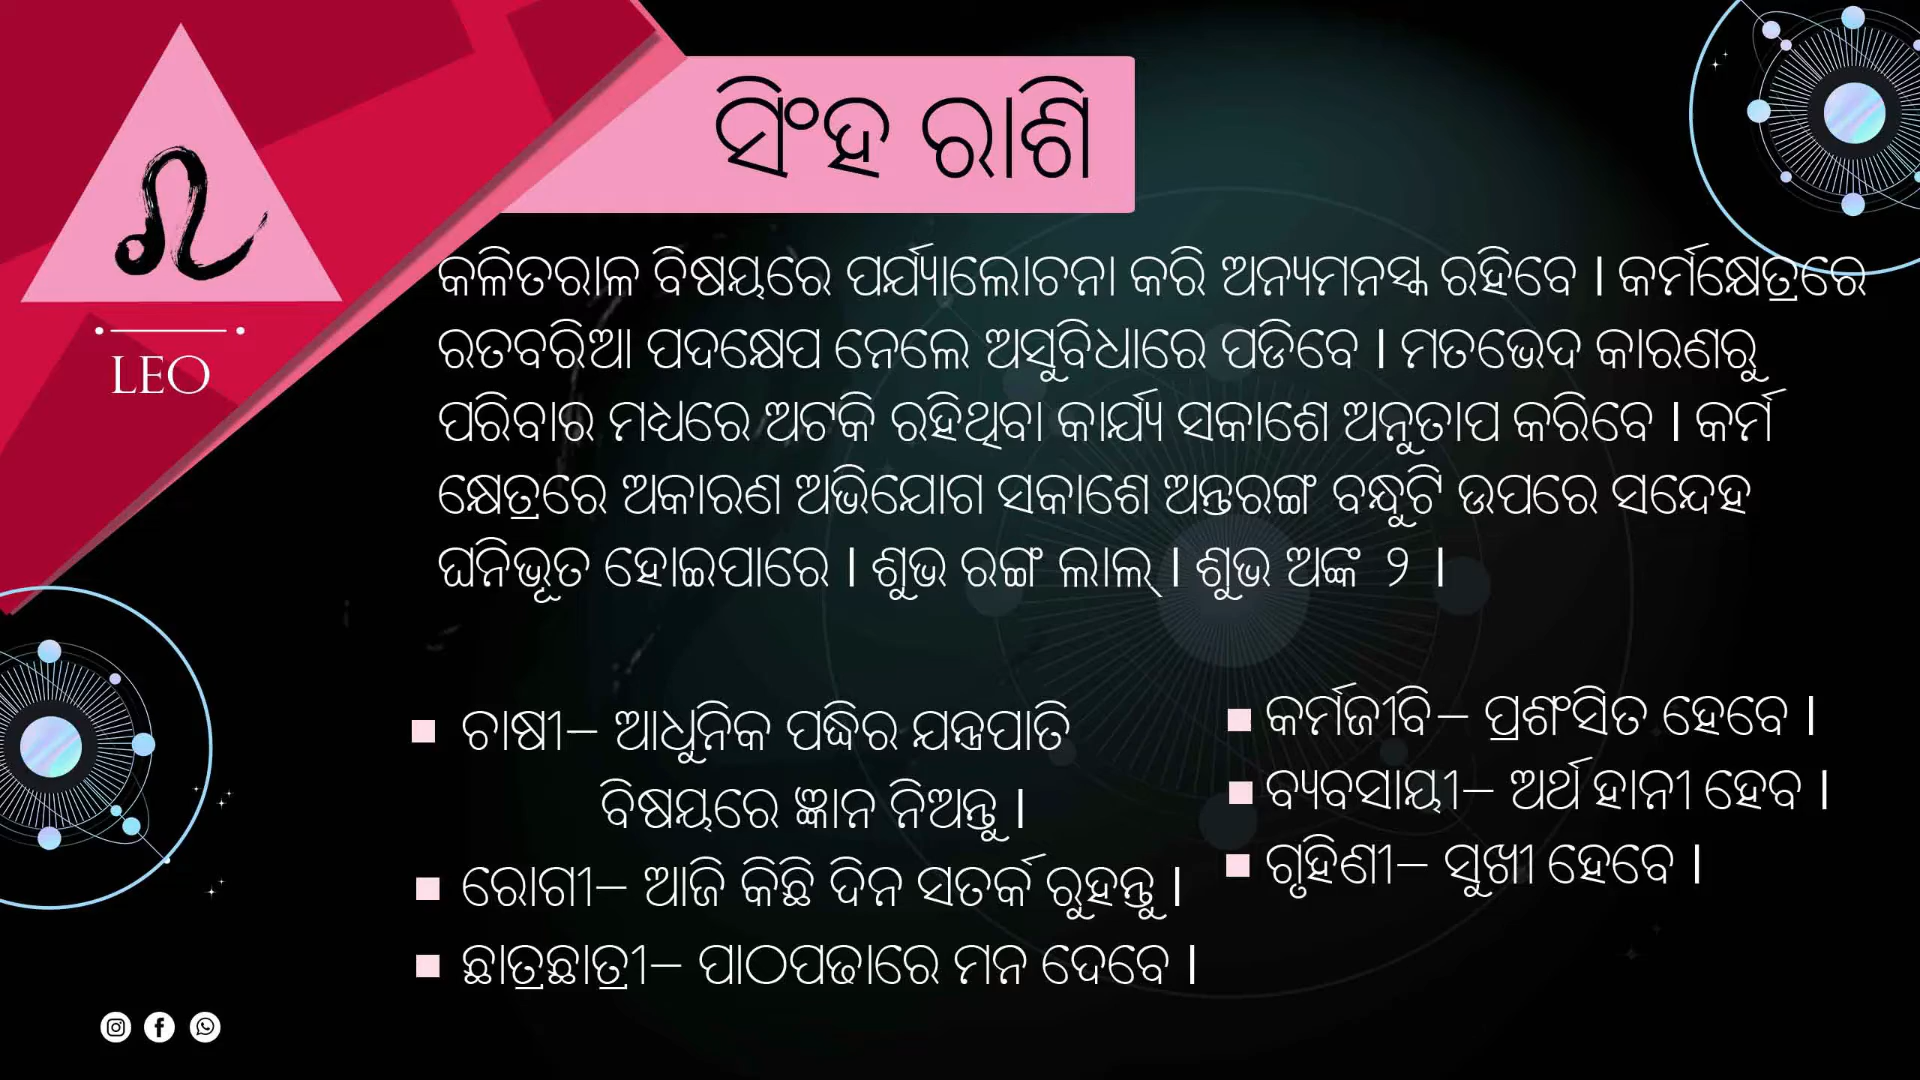 ସିଂହ ରାଶି
LEO
କଳିତରାଳ ବିଷୟରେ ପର୍ଯ୍ୟାଲୋଚନା କରି ଅନ୍ୟମନସ୍କ ରହିବେ । କର୍ମକ୍ଷେତ୍ରରେ
ରତବରିଆ ପଦକ୍ଷେପ ନେଲେ ଅସୁବିଧାରେ ପଡିବେ । ମତଭେଦ କାରଣରୁ
ପରିବାର ମଧ୍ୟରେ ଅଟକି ରହିଥିବା କାର୍ଯ୍ୟ ସକାଶେ ଅନୁତାପ କରିବେ । କର୍ମ
କ୍ଷେତ୍ରରେ ଅକାରଣ ଅଭିଯୋଗ ସକାଶେ ଅନ୍ତରଙ୍ଗ ବନ୍ଧୁଟି ଉପରେ ସନ୍ଦେହ
ଘନିଭୂତ ହୋଇପାରେ । ଶୁଭ ରଙ୍ଗ ଲାଲ୍ । ଶୁଭ ଅଙ୍କ ୨ ।
ଚାଷୀ– ଆଧୁନିକ ପଦ୍ଧିର ଯନ୍ତ୍ରପାତି
ବିଷୟରେ ଜ୍ଞାନ ନିଅନ୍ତୁ ।
ରୋଗୀ– ଆଜି କିଛି ଦିନ ସତର୍କ ରୁହନ୍ତୁ ।
ଛାତ୍ରଛାତ୍ରୀ– ପାଠପଢାରେ ମନ ଦେବେ ।
କର୍ମଜୀବି– ପ୍ରଶଂସିତ ହେବେ ।
ବ୍ୟବସାୟୀ– ଅର୍ଥ ହାନୀ ହେବ ।
ଗୃହିଣୀ– ସୁଖୀ ହେବେ ।